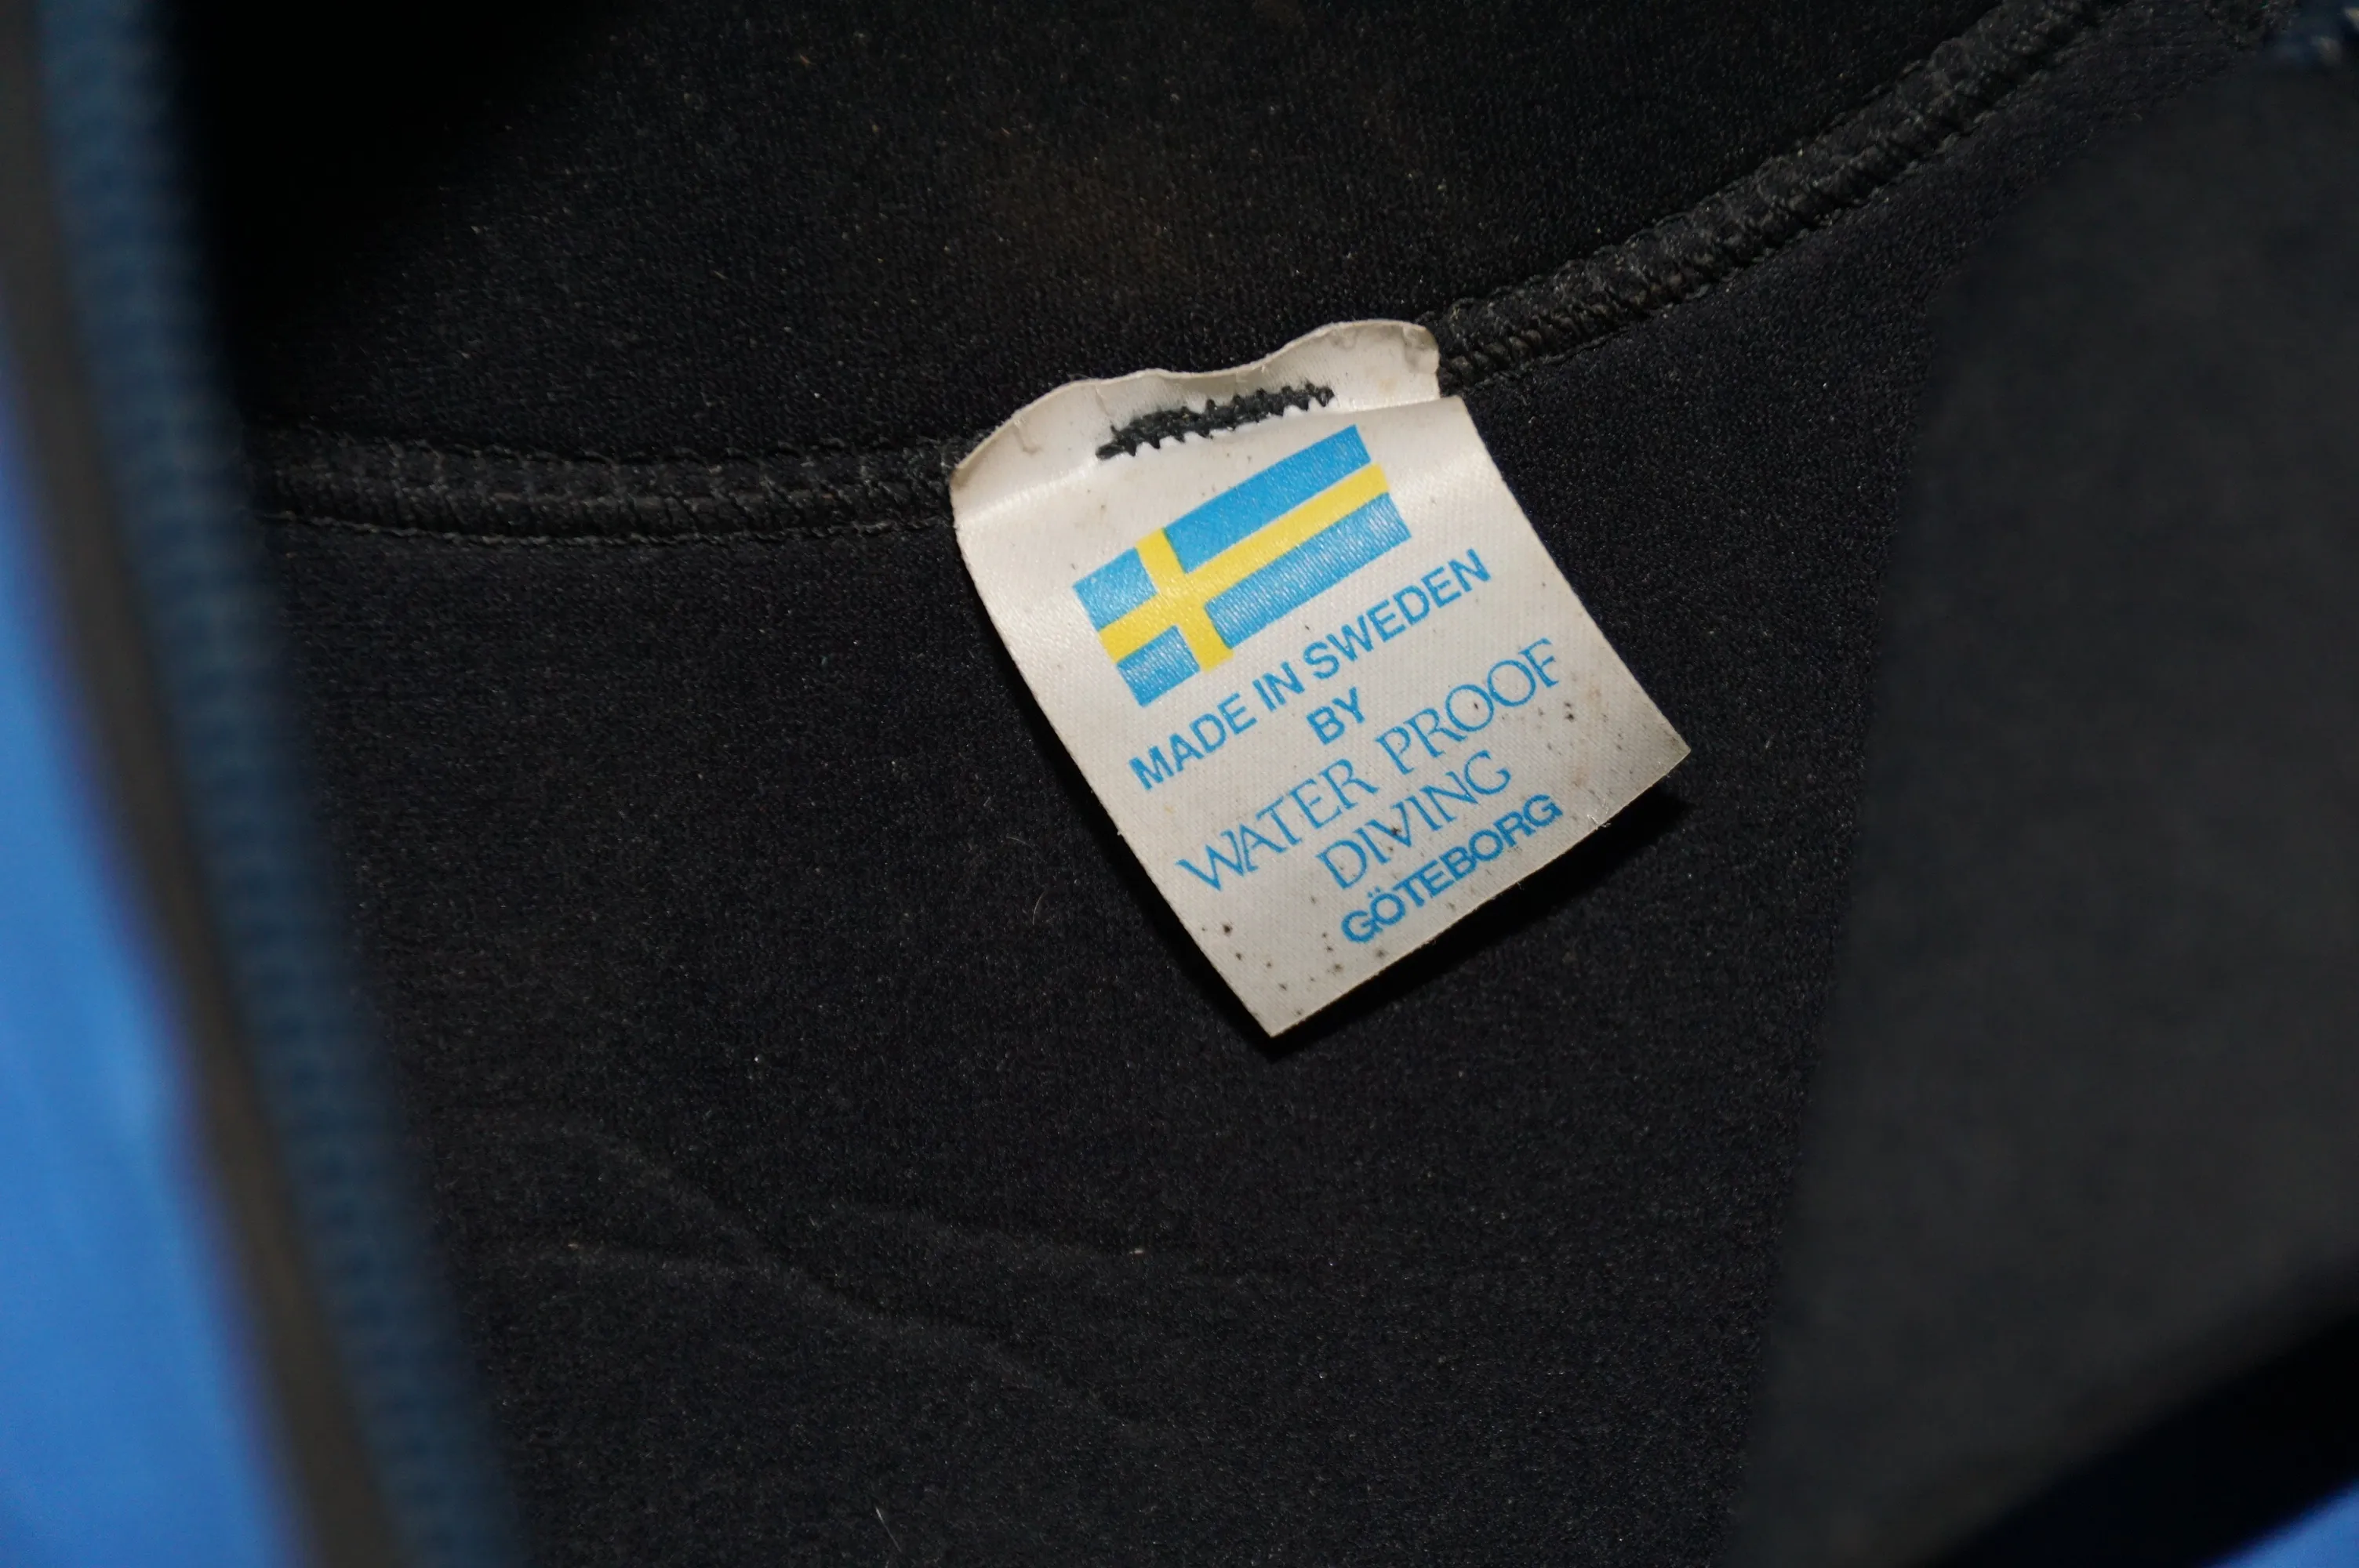 MADE IN SWEDEN
BY
WATER PROOF
DIVING
GÖTEBORG